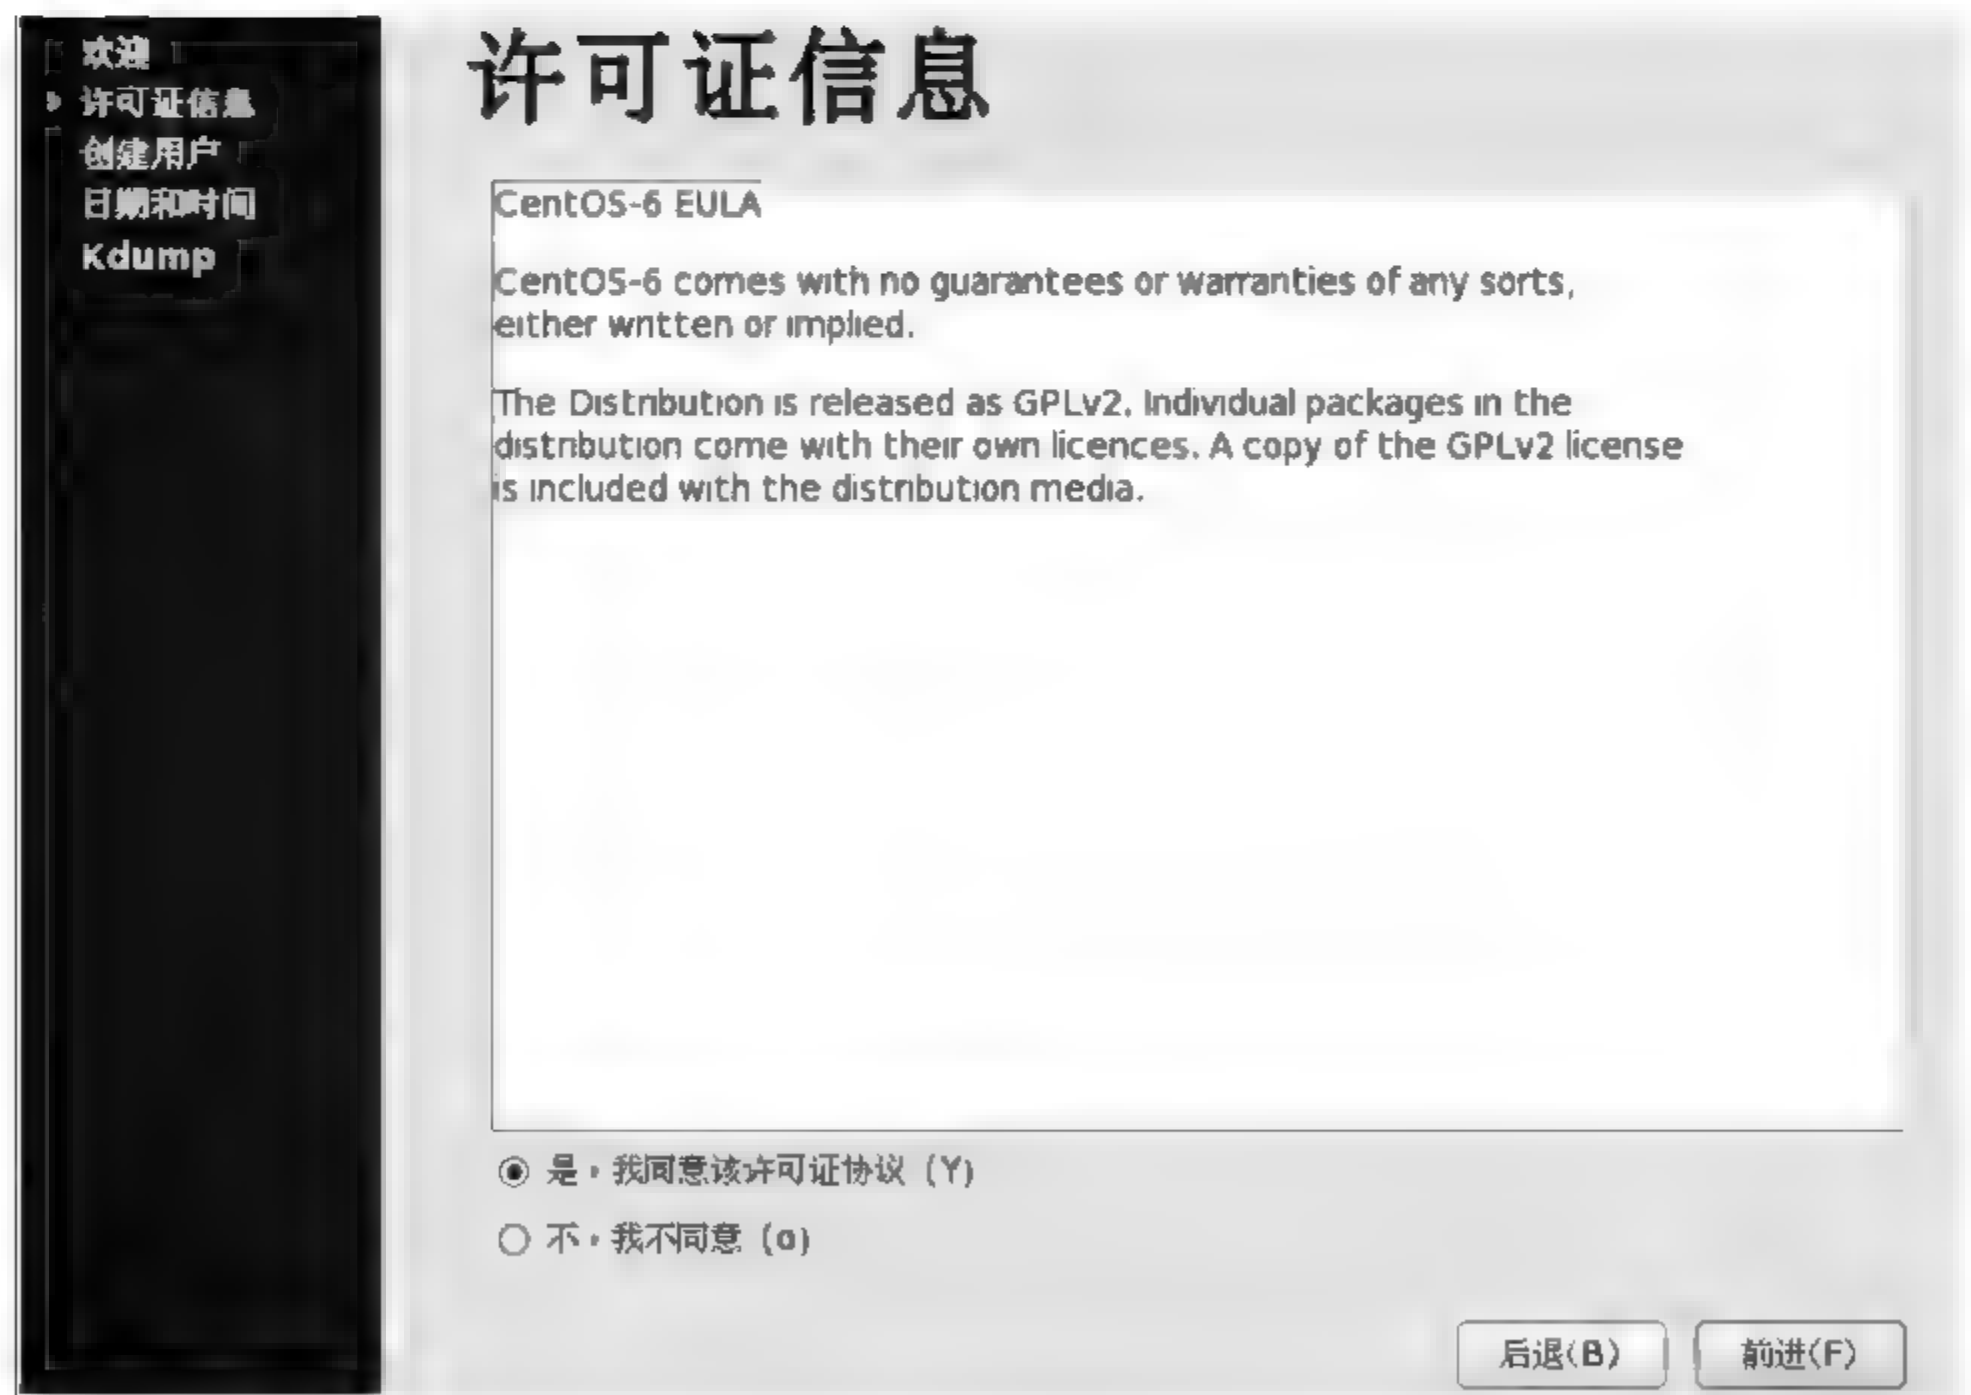 欢迎
许可证信息
创建用户
日期和时间
Kdump
许可证信息
CentOS-6 EULA
CentOS-6 comes with no guarantees or warranties of any sorts,
either written or implied.
The Distribution is released as GPLv2. Individual packages in the
distribution come with their own licences. A copy of the GPLv2 license
is included with the distribution media.
是，我同意该许可证协议（Y）
不，我不同意（o）
后退(B)
前进(F)